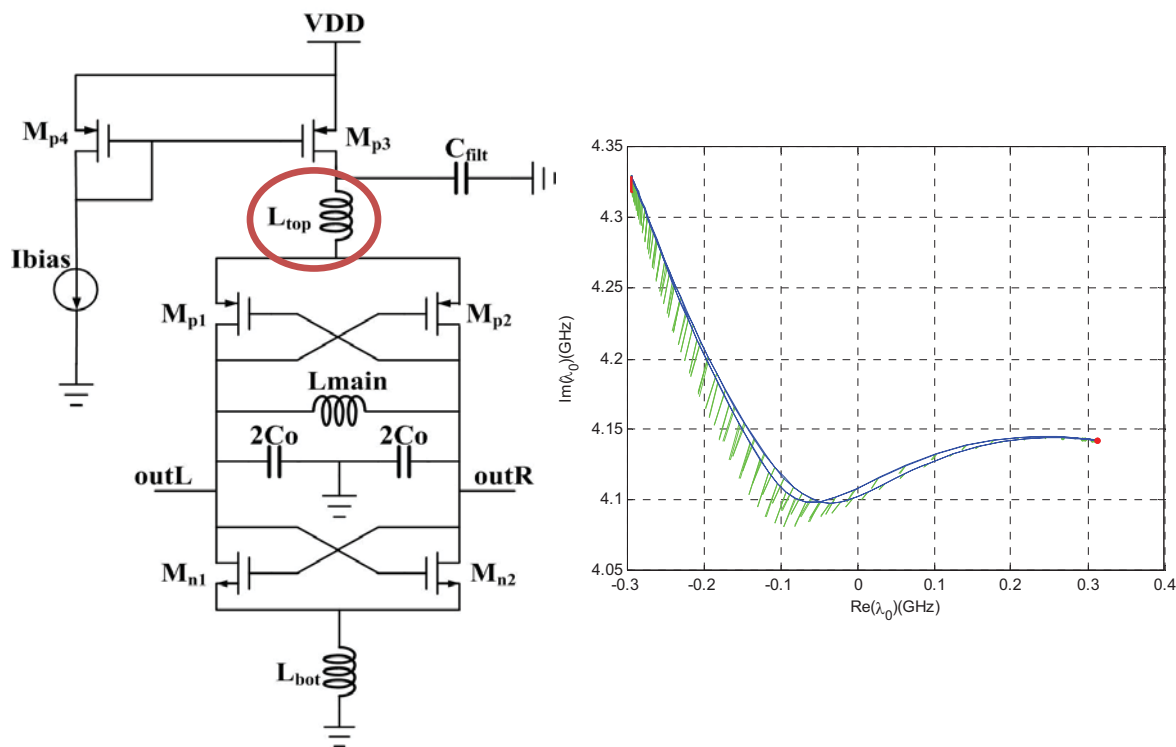 VDD
Mp4
Mp3
Cfilt
Ltop
Ibias
Mp1
Mp2
Lmain
2Co
2Co
outL
outR
Mn1
Mn2
Lbot
4.35
4.3
4.25
4.2
4.15
4.1
4.05
Im(λ0)(GHz)
-0.3
-0.2
-0.1
0
0.1
0.2
0.3
0.4
Re(λ0)(GHz)